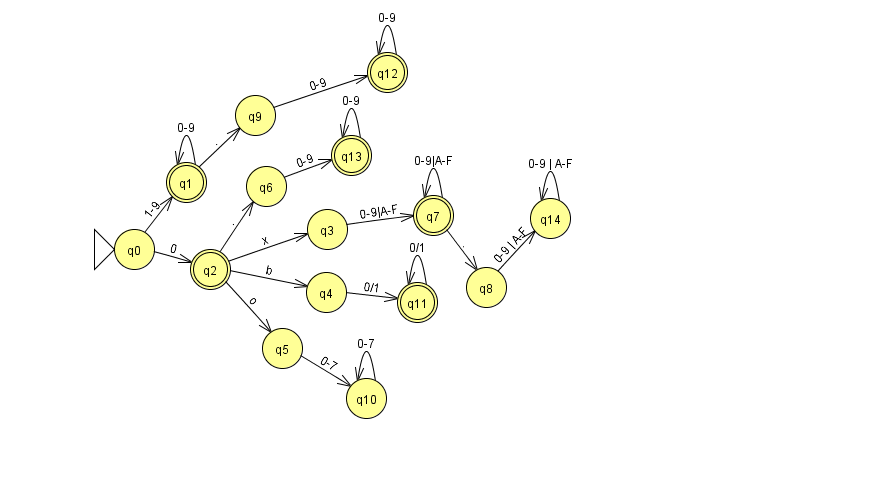 0-9
q12
0-9
.
q9
0-9
q1
0-9
0-9
q13
q6
1-9
.
0-9|A-F
q7
0-9|A-F
0-9 | A-F
q14
0-9 | A-F
.
q8
q0
0
q2
x
q3
b
q4
0/1
0/1
q11
o
q5
0-7
0-7
q10